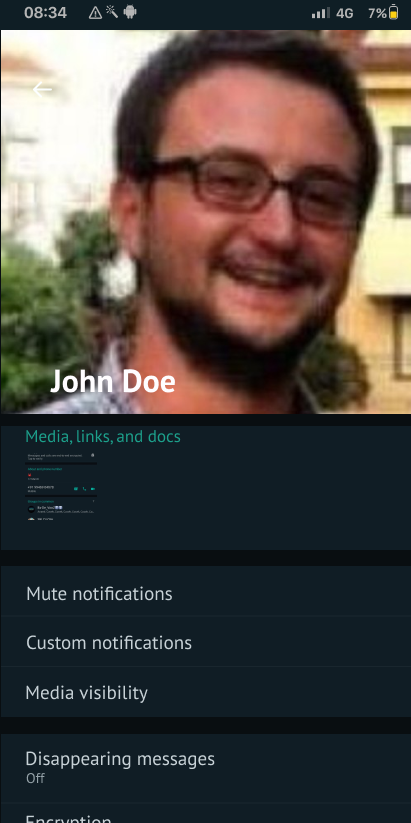 08:34
4G
7%
John Doe
Media, links, and docs
Mute notifications
Custom notifications
Media visibility
Disappearing messages
Off
Encryption